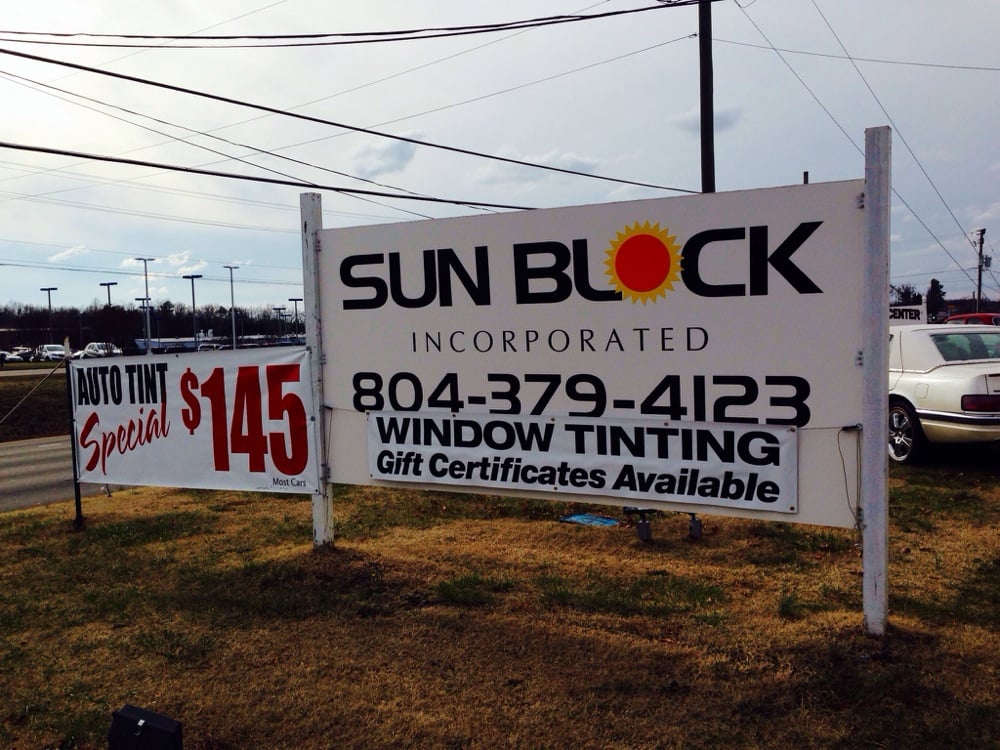 AUTO TINT
Special $145
Most Cars
SUN BLOCK
INCORPORATED
804-379-4123
WINDOW TINTING
Gift Certificates Available
CENTER